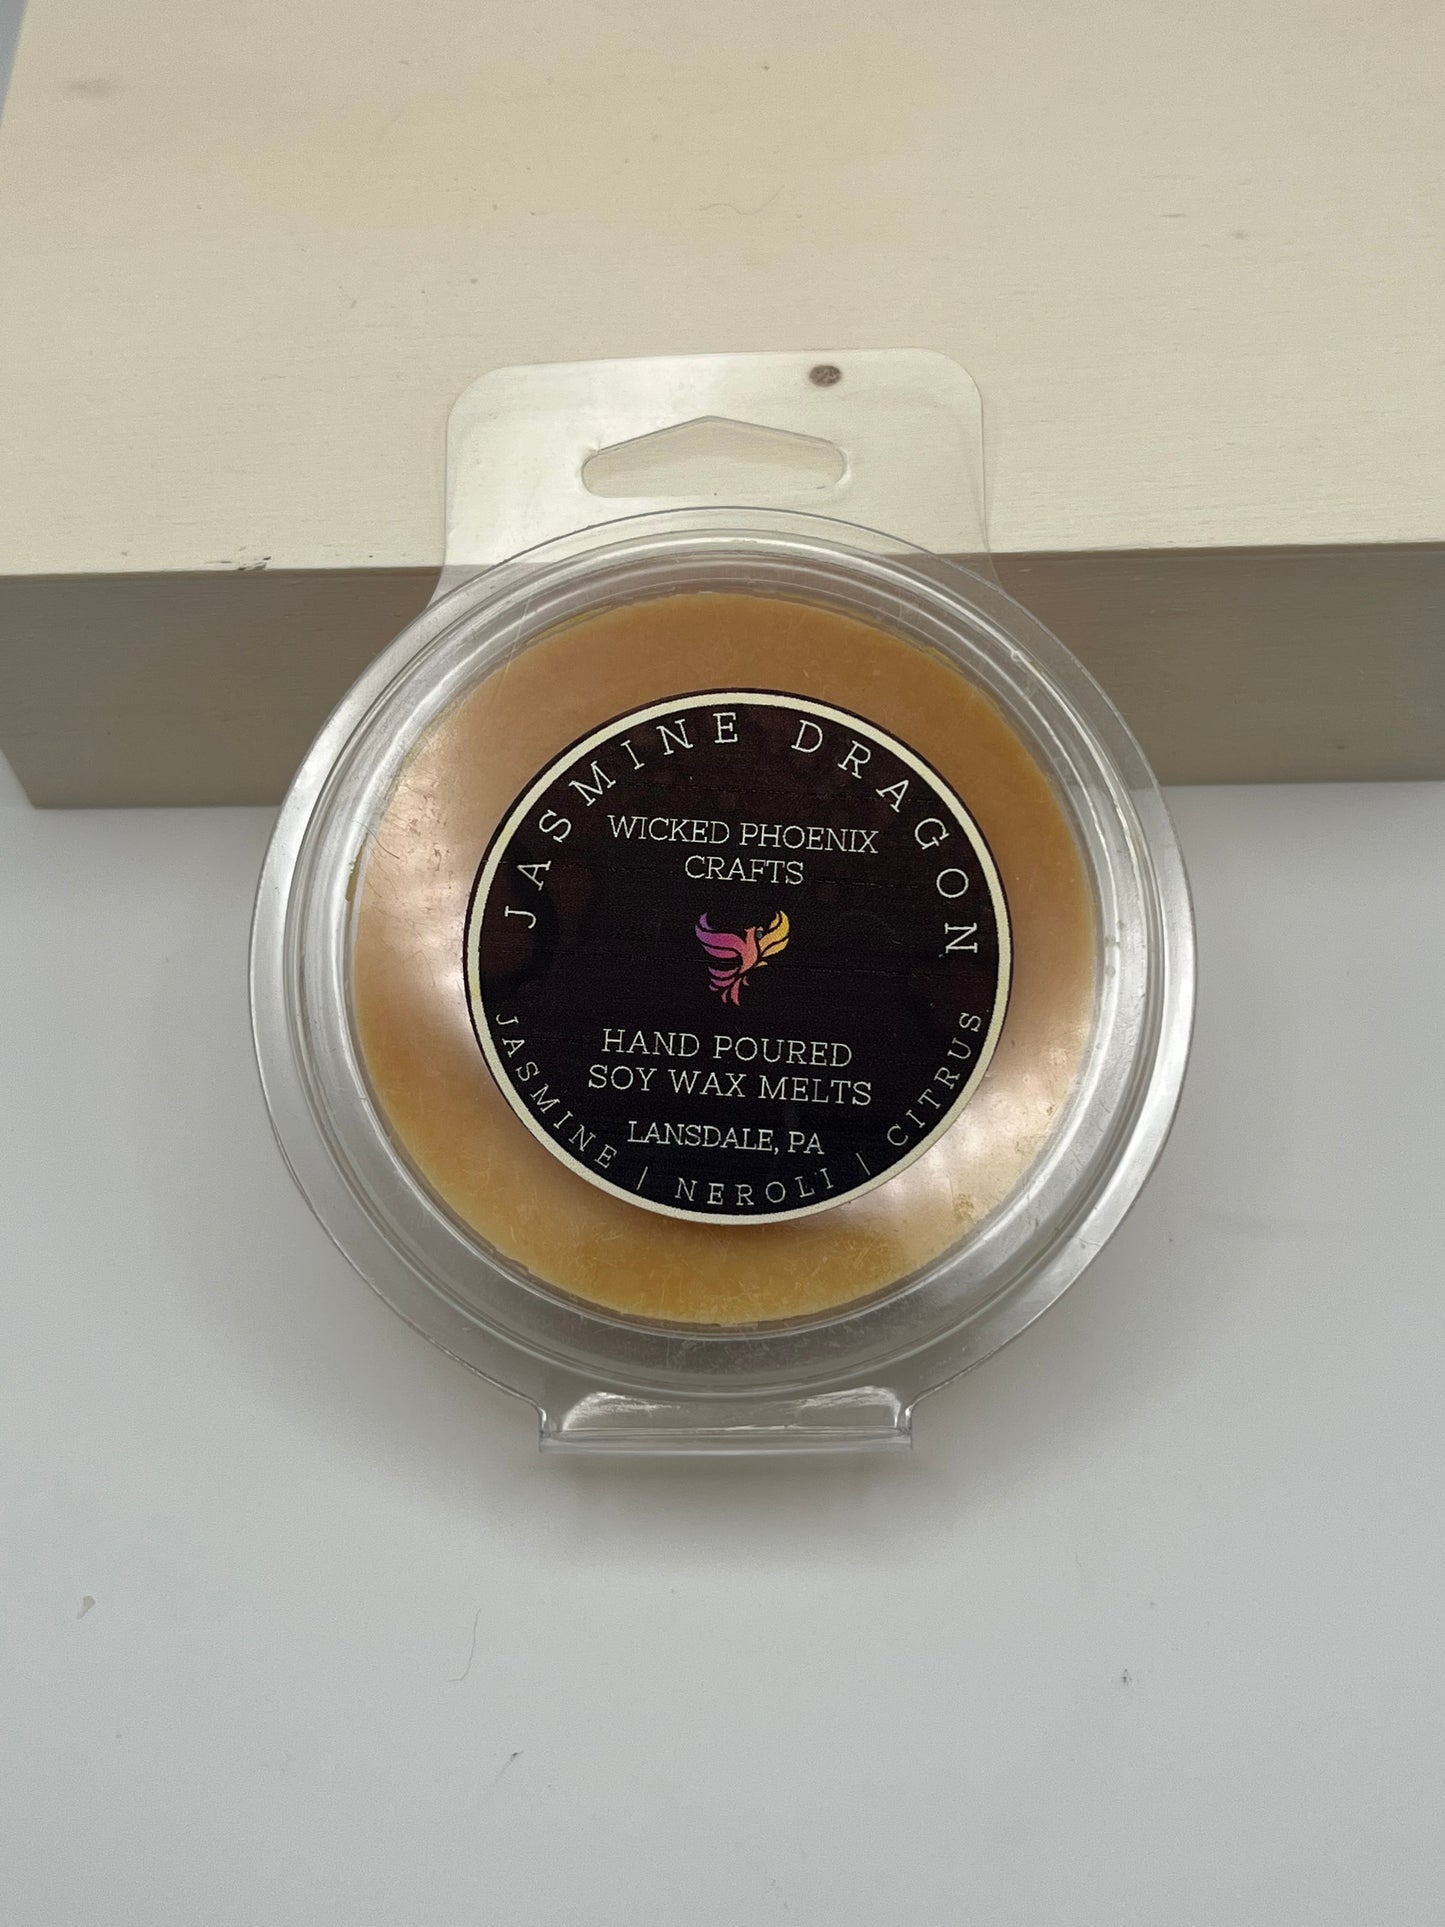 JASMINE DRAGON
WICKED PHOENIX
CRAFTS
HAND POURED
SOY WAX MELTS
LANSDALE, PA
JASMINE / NEROLI / CITRUS